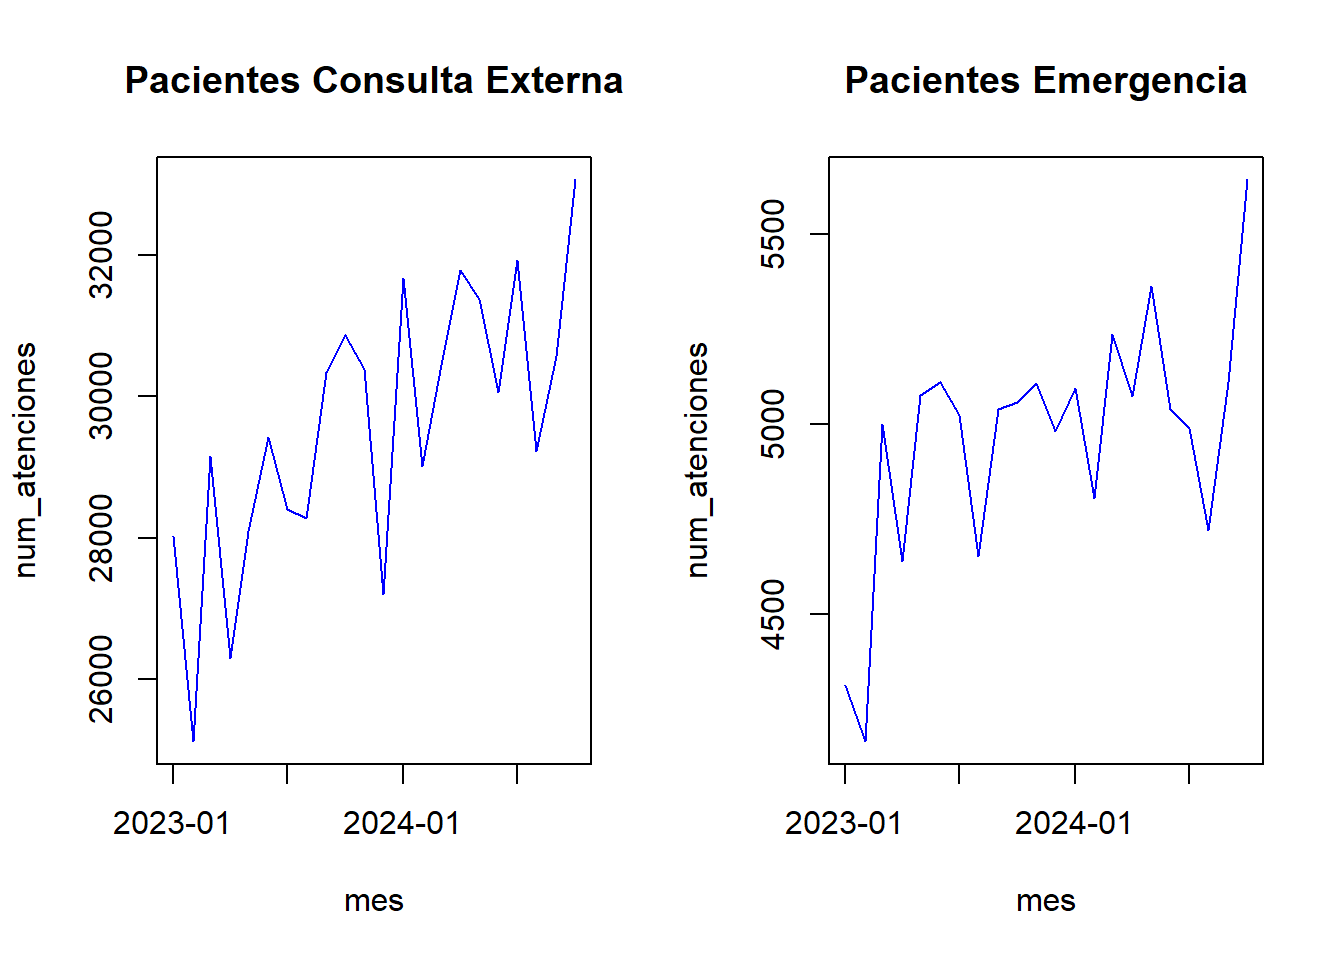 Pacientes Consulta Externa
num_atenciones
32000
30000
28000
26000
2023-01
2024-01
mes
Pacientes Emergencia
num_atenciones
5500
5000
4500
2023-01
2024-01
mes